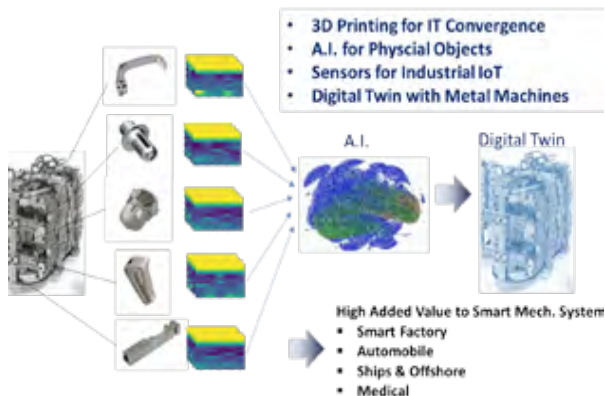 • 3D Printing for IT Convergence
• A.I. for Physcial Objects
• Sensors for Industrial IoT
• Digital Twin with Metal Machines
A.I.
Digital Twin
High Added Value to Smart Mech. System
▪ Smart Factory
▪ Automobile
▪ Ships & Offshore
▪ Medical